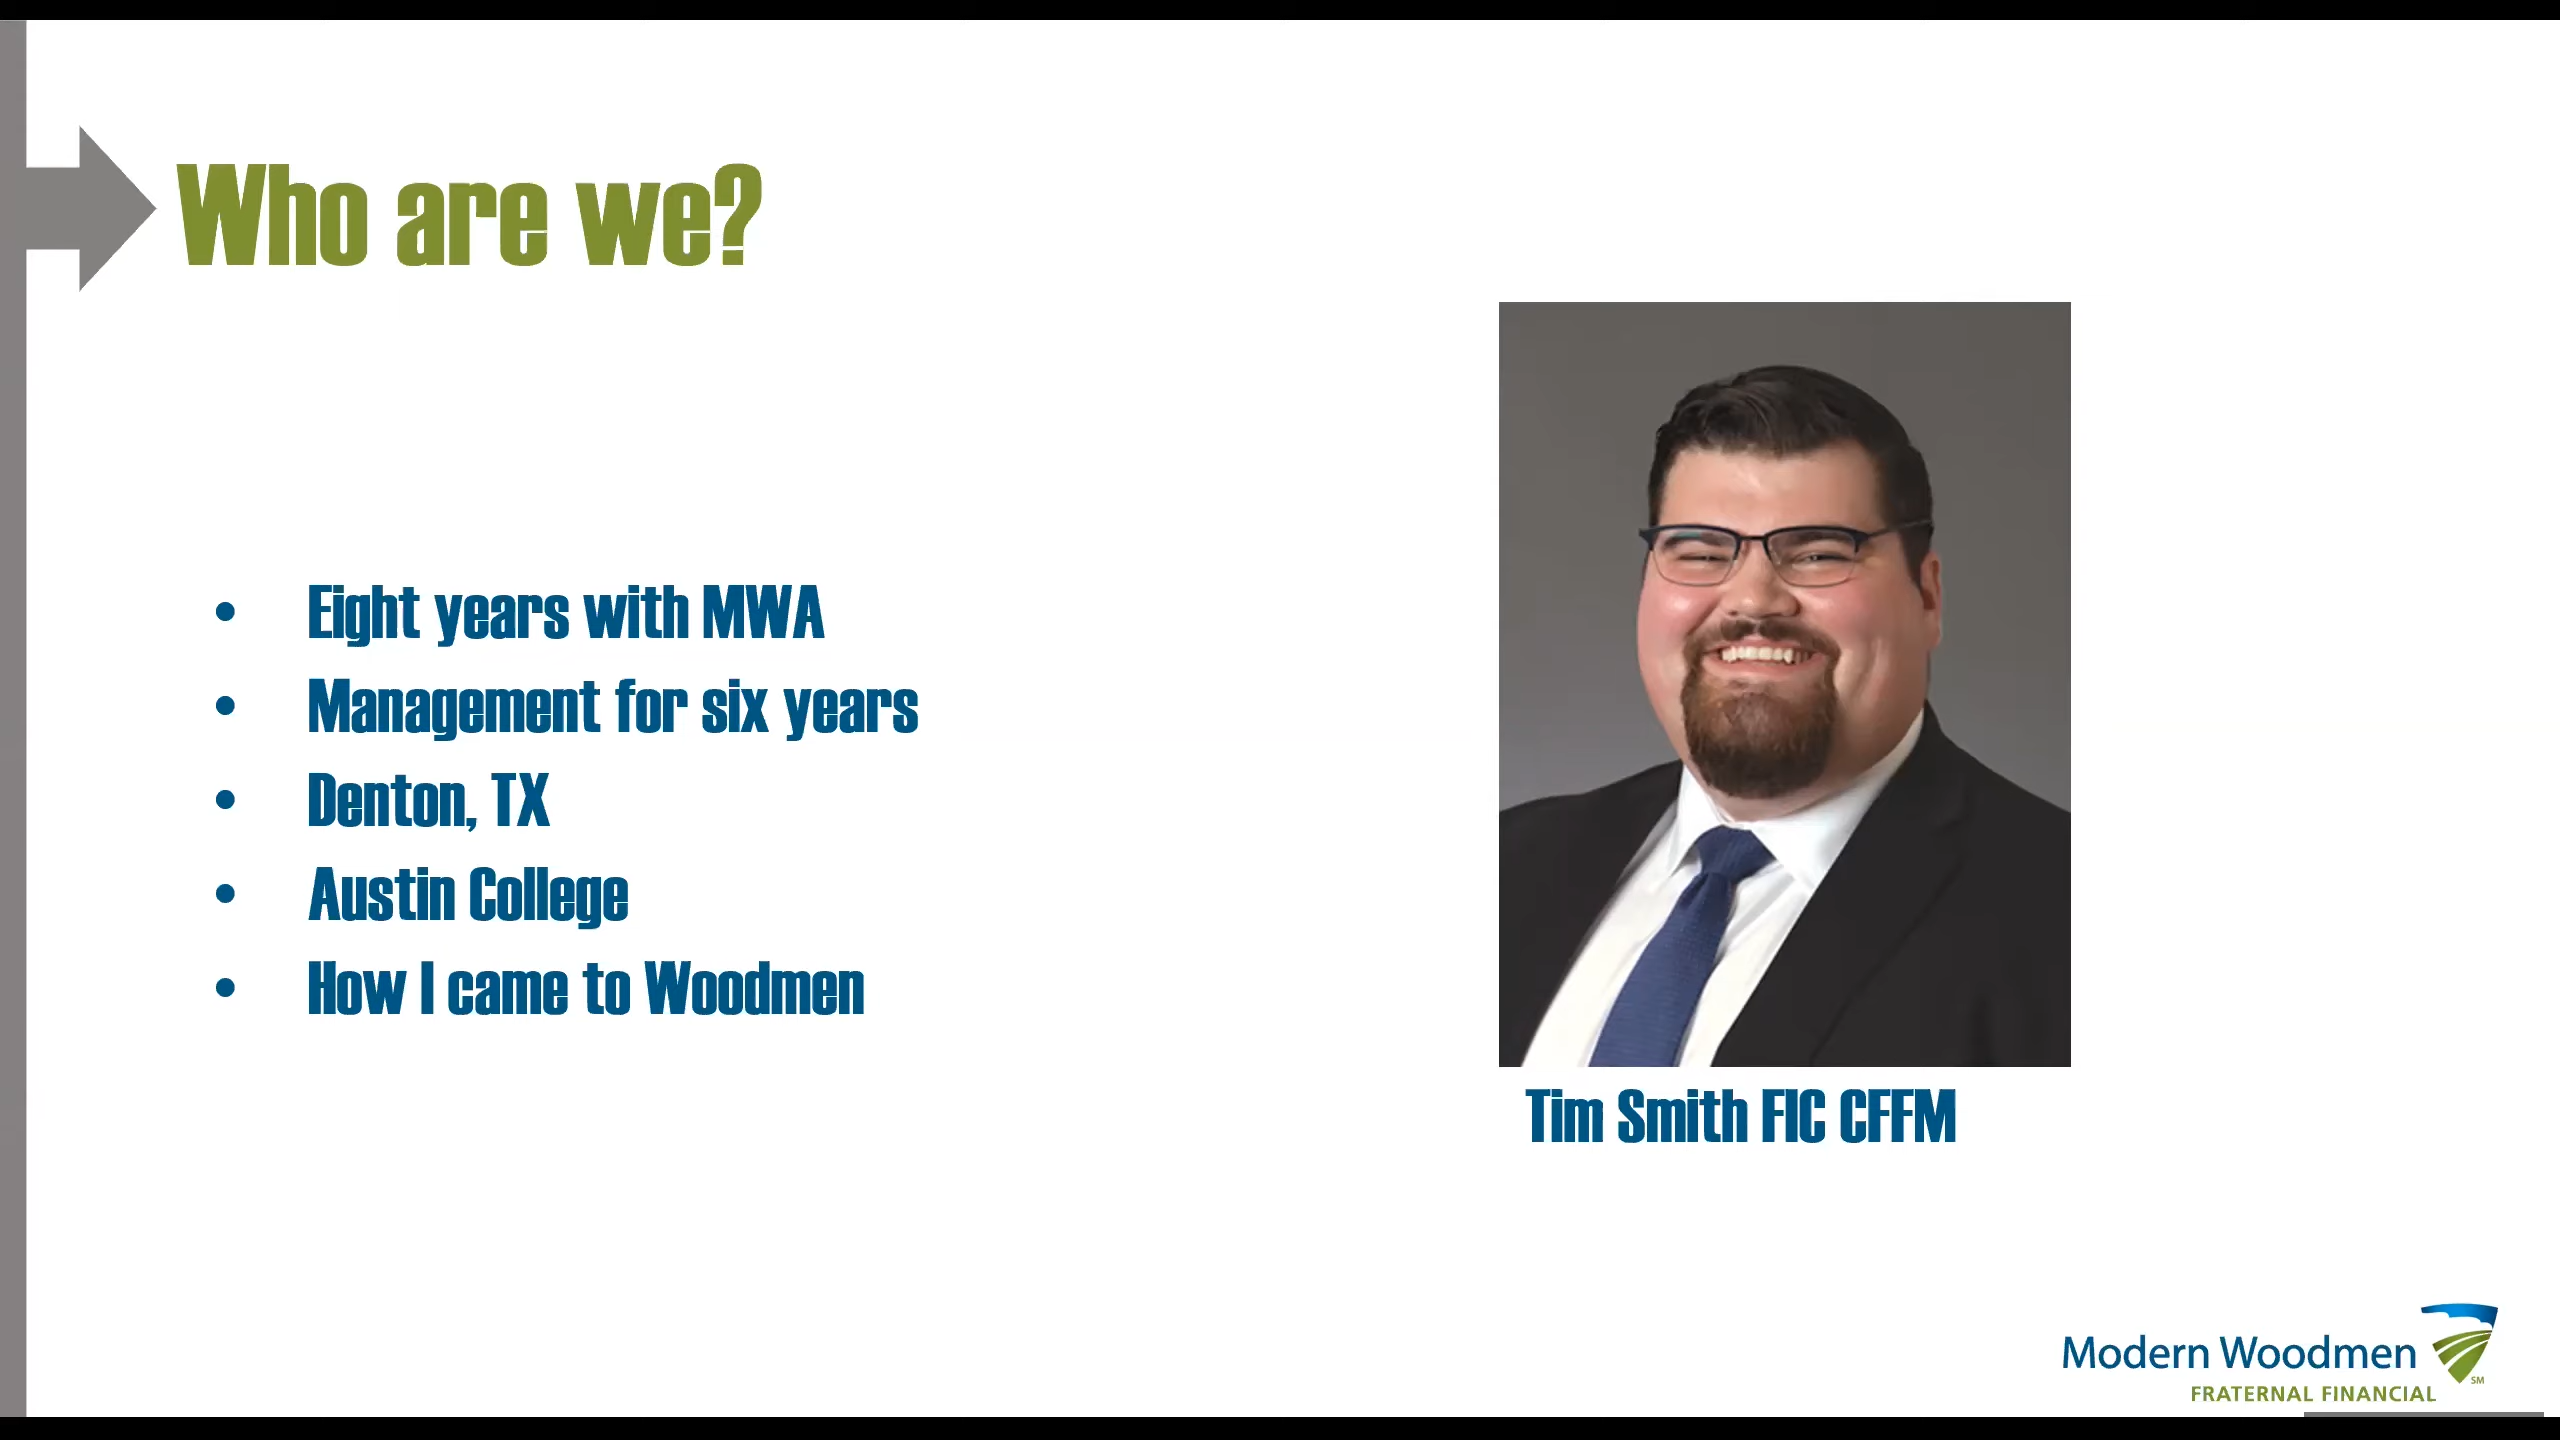 Who are we?
• Eight years with MWA
• Management for six years
• Denton, TX
• Austin College
• How I came to Woodmen
Tim Smith FIC CFFM
Modern Woodmen
SM
FRATERNAL FINANCIAL